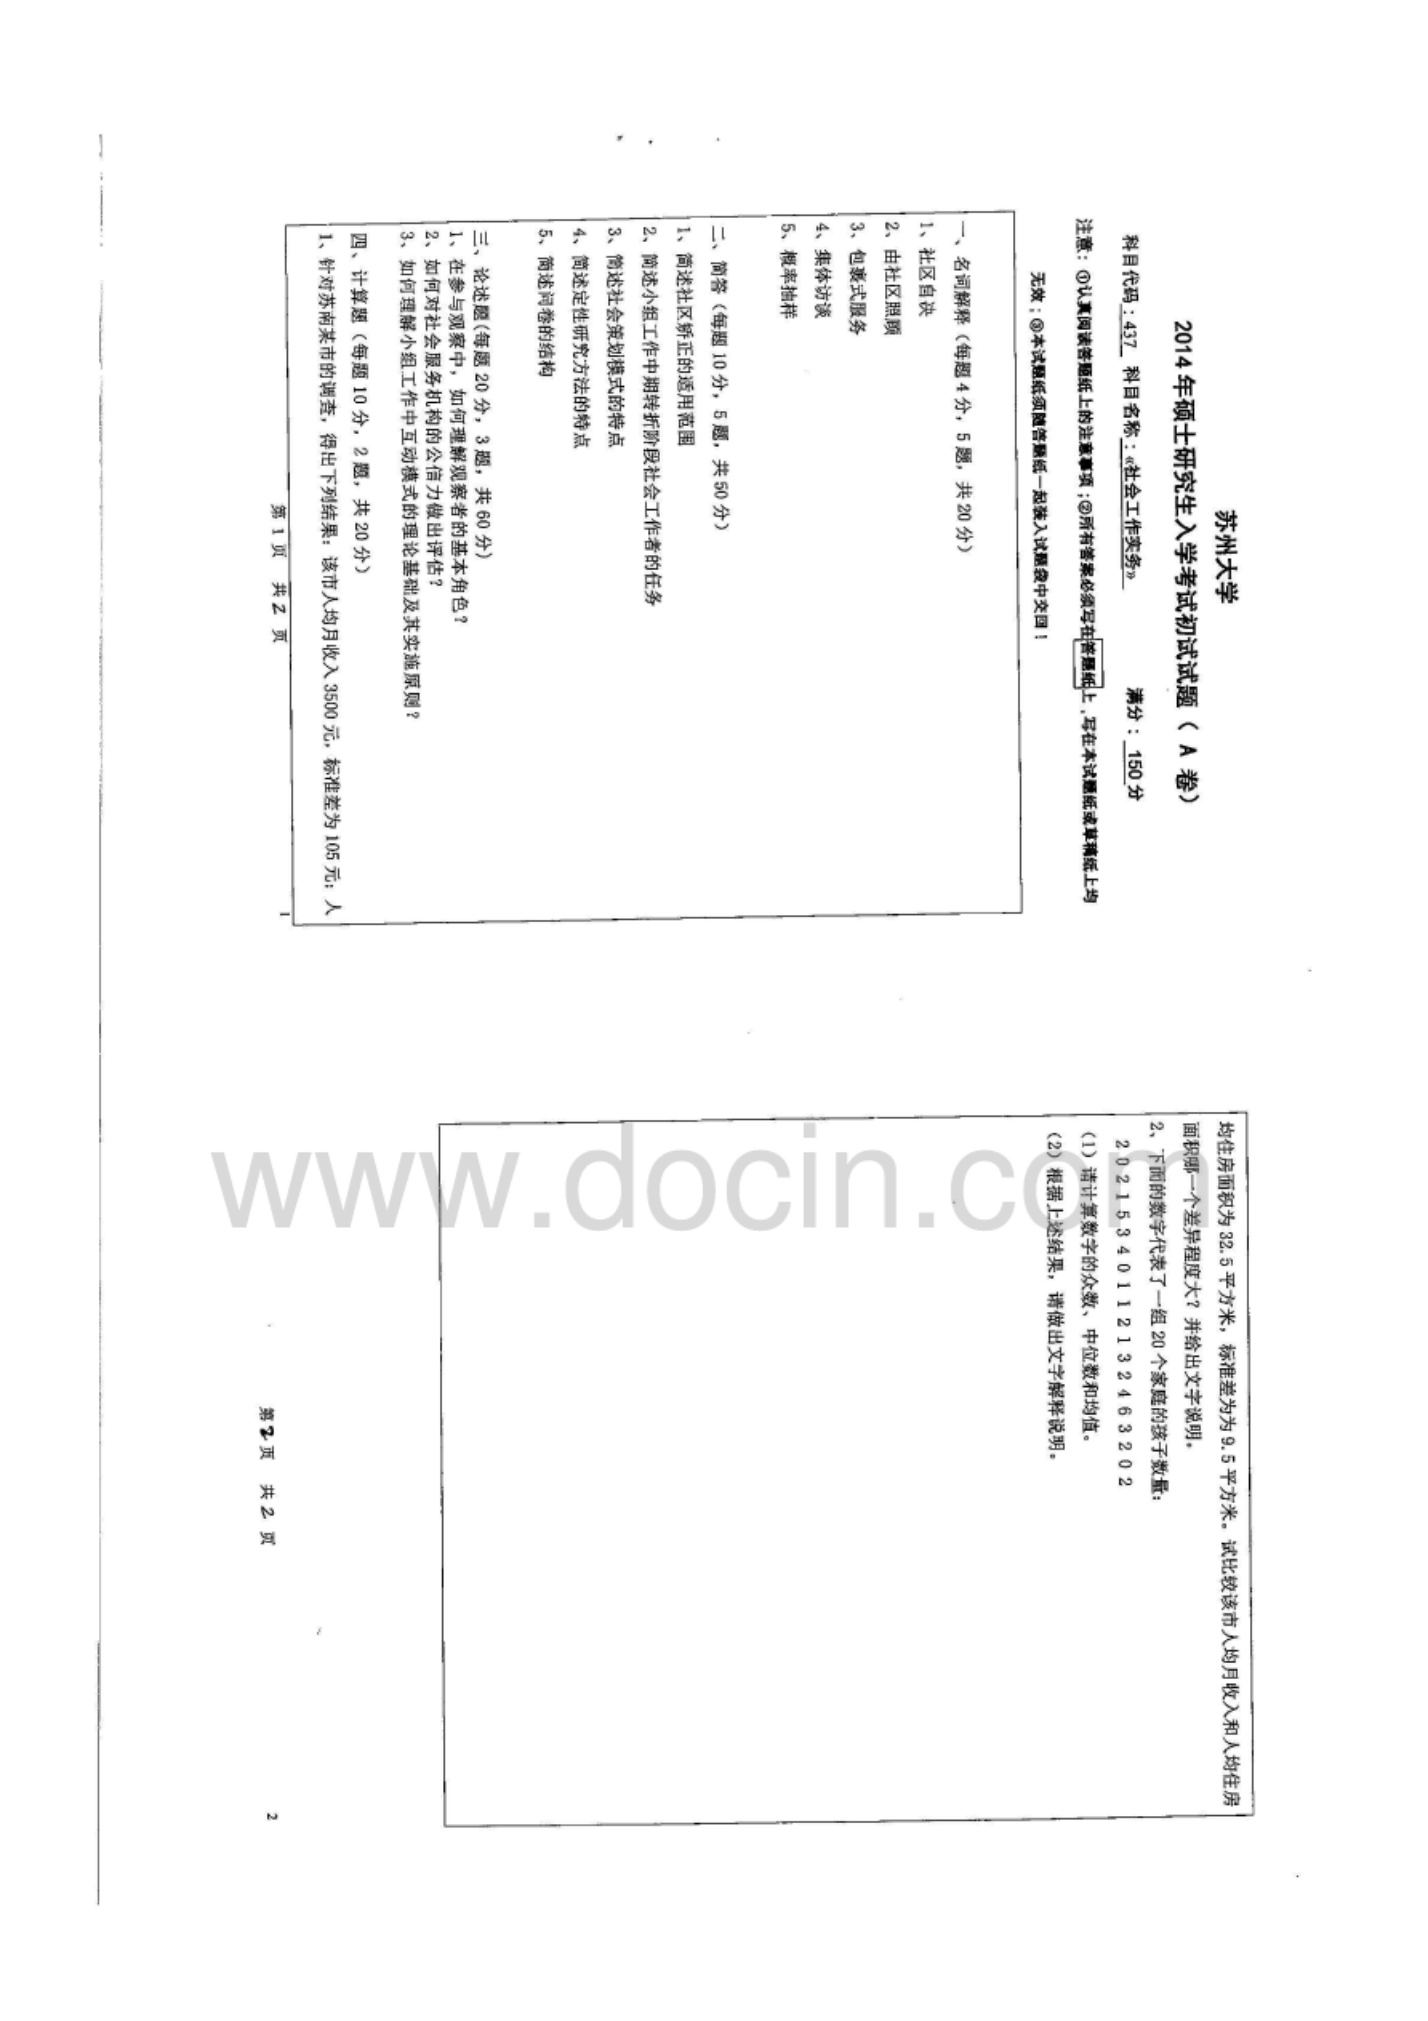 苏州大学
2014年硕士研究生入学考试初试试题（A卷）
科目代码：437 科目名称：《社会工作实务》 满分：150分
注意：①认真阅读答题纸上的注意事项；②所有答案必须写在答题纸上，写在本试题纸或草稿纸上均
无效；③本试题纸须随答题纸一起装入试题袋中交回！
一、名词解释（每题4分，5题，共20分）
1、社区自决
2、由社区照顾
3、包裹式服务
4、集体访谈
5、概率抽样
二、简答（每题10分，5题，共50分）
1、简述社区矫正的适用范围
2、简述小组工作中期转折阶段社会工作者的任务
3、简述社会策划模式的特点
4、简述定性研究方法的特点
5、简述问卷的结构
三、论述题（每题20分，3题，共60分）
1、在参与观察中，如何理解观察者的基本角色？
2、如何对社会服务机构的公信力做出评估？
3、如何理解小组工作中互动模式的理论基础及其实施原则？
四、计算题（每题10分，2题，共20分）
1、针对苏南某市的调查，得出下列结果：该市人均月收入3500元，标准差为105元；人
第1页 共2页
1
均住房面积为32.5平方米，标准差为为9.5平方米。试比较该市人均月收入和人均住房
面积哪一个差异程度大？并给出文字说明。
2、下面的数字代表了一组20个家庭的孩子数量：
2 0 2 1 5 3 4 0 1 1 2 1 3 2 4 6 3 2 0 2
（1）请计算数字的众数、中位数和均值。
（2）根据上述结果，请做出文字解释说明。
第2页 共2页
2
www.docin.com